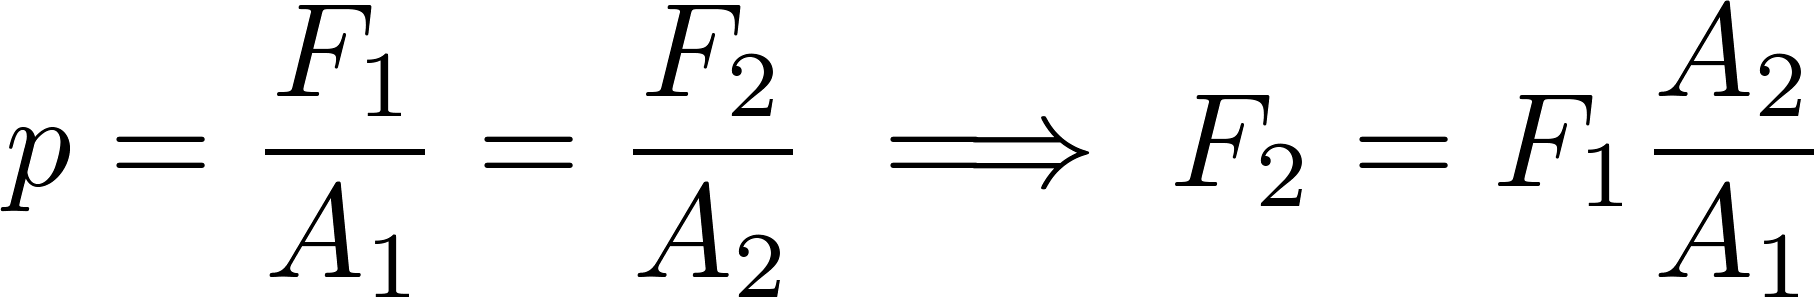 p = F₁/A₁ = F₂/A₂ ⟹ F₂ = F₁ A₂/A₁